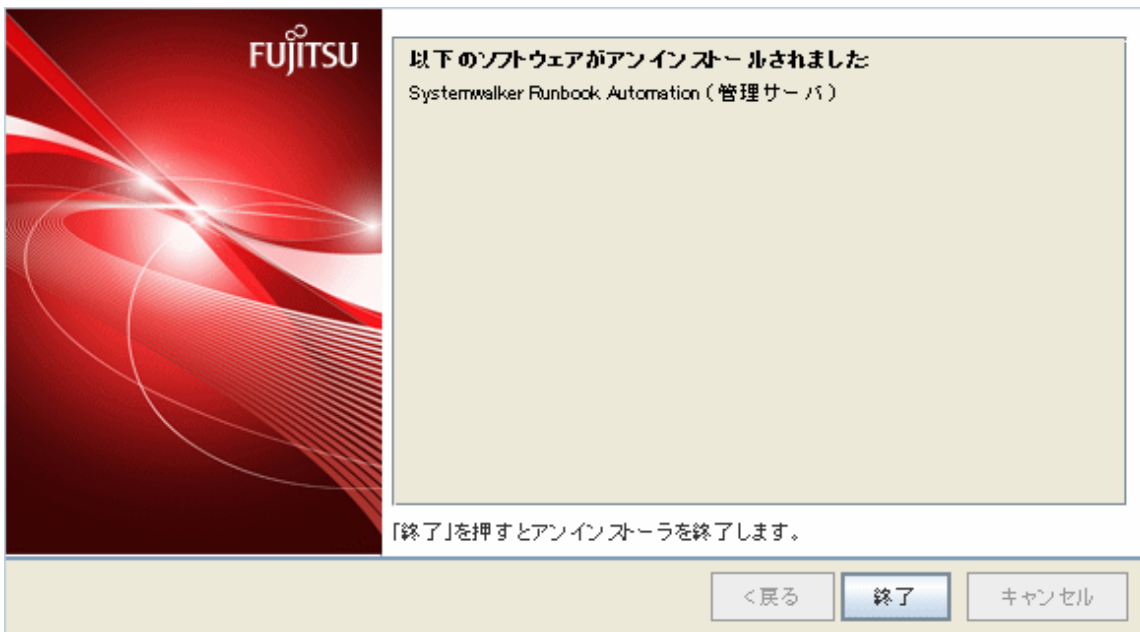 FUJITSU
以下のソフトウェアがアンインストールされました:
Systemwalker Runbook Automation（管理サーバ）
「終了」を押すとアンインストーラを終了します。
<戻る
終了
キャンセル